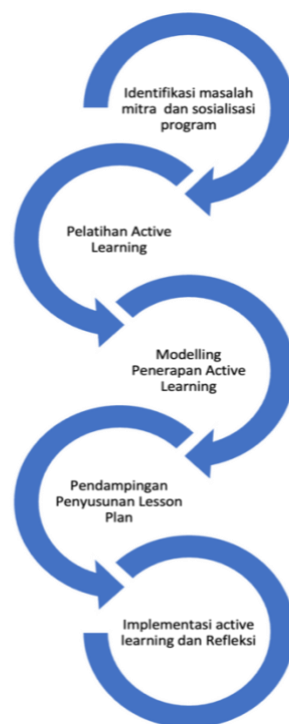 Identifikasi masalah
mitra dan sosialisasi
program
Pelatihan Active
Learning
Modelling
Penerapan Active
Learning
Pendampingan
Penyusunan Lesson
Plan
Implementasi active
learning dan Refleksi